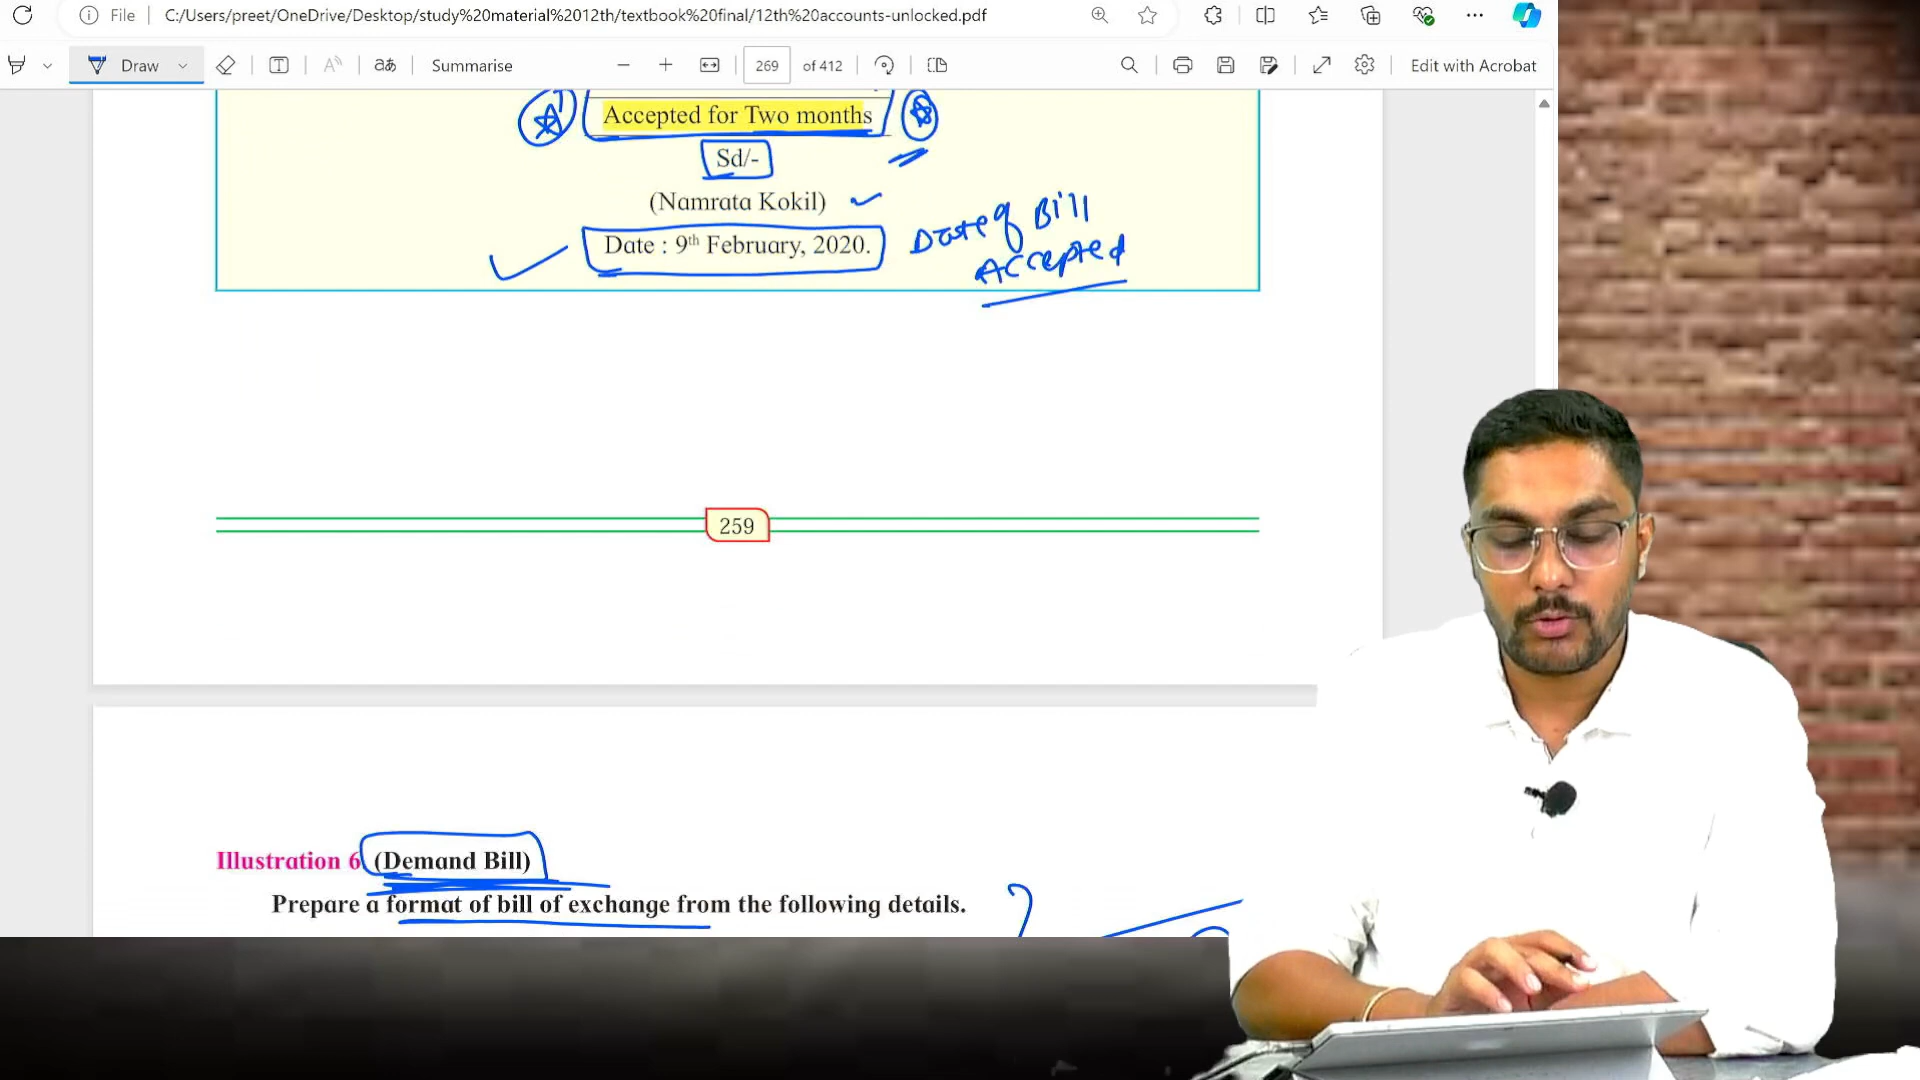 File C:/Users/preet/OneDrive/Desktop/study%20material%2012th/textbook%20final/12th%20accounts-unlocked.pdf
Draw aあ Summarise 269 of 412 Edit with Acrobat
Accepted for Two months
Sd/-
(Namrata Kokil)
Date : 9th February, 2020.
Date of Bill
Accepted
259
Illustration 6 (Demand Bill)
Prepare a format of bill of exchange from the following details.